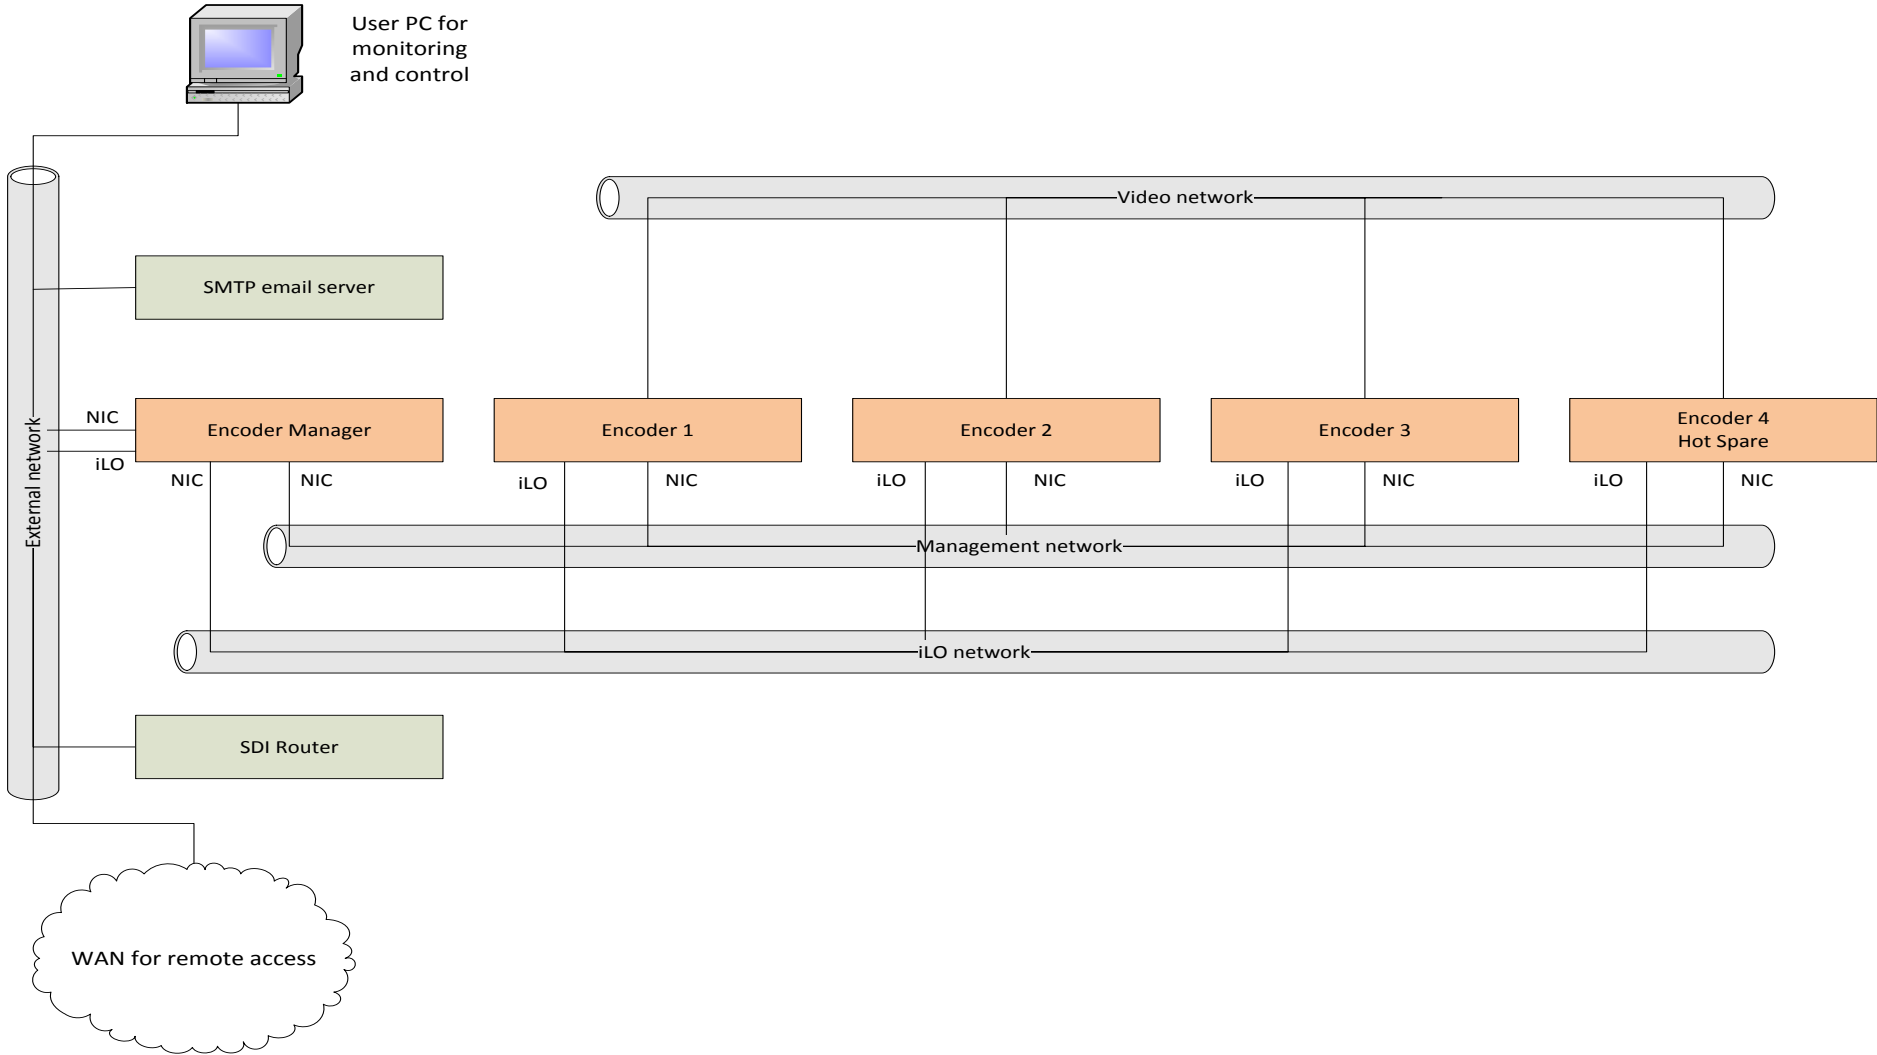 User PC for
monitoring
and control
Video network
SMTP email server
External network
NIC
iLO
Encoder Manager
Encoder 1
Encoder 2
Encoder 3
Encoder 4
Hot Spare
NIC
NIC
iLO
NIC
iLO
NIC
iLO
NIC
iLO
NIC
Management network
iLO network
SDI Router
WAN for remote access